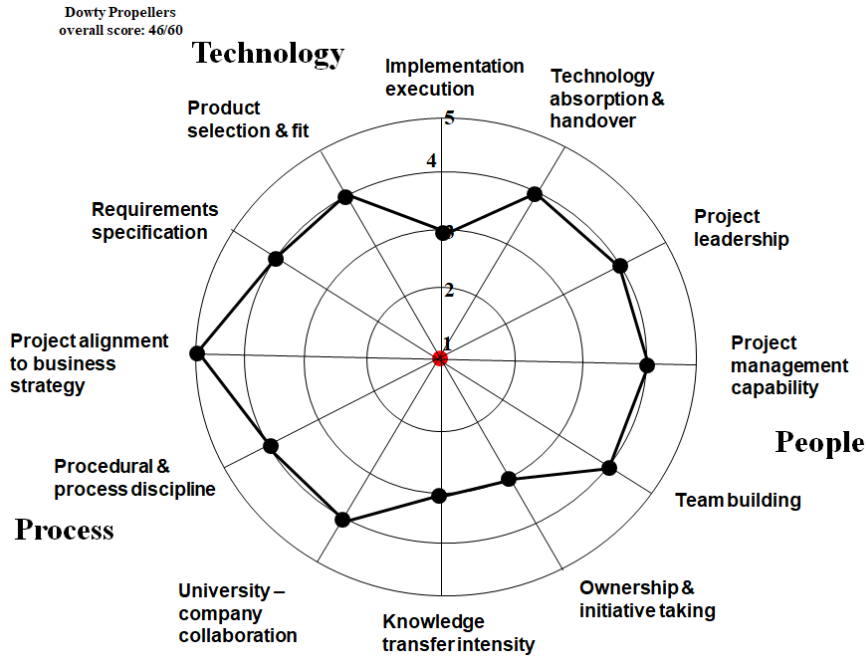 Dowty Propellers
overall score: 46/60
Technology
Implementation
execution
Technology
absorption &
handover
Product
selection & fit
5
4
Requirements
specification
Project
leadership
3
2
Project alignment
to business
strategy
1
Project
management
capability
People
Procedural &
process discipline
Team building
Process
University –
company
collaboration
Knowledge
transfer intensity
Ownership &
initiative taking